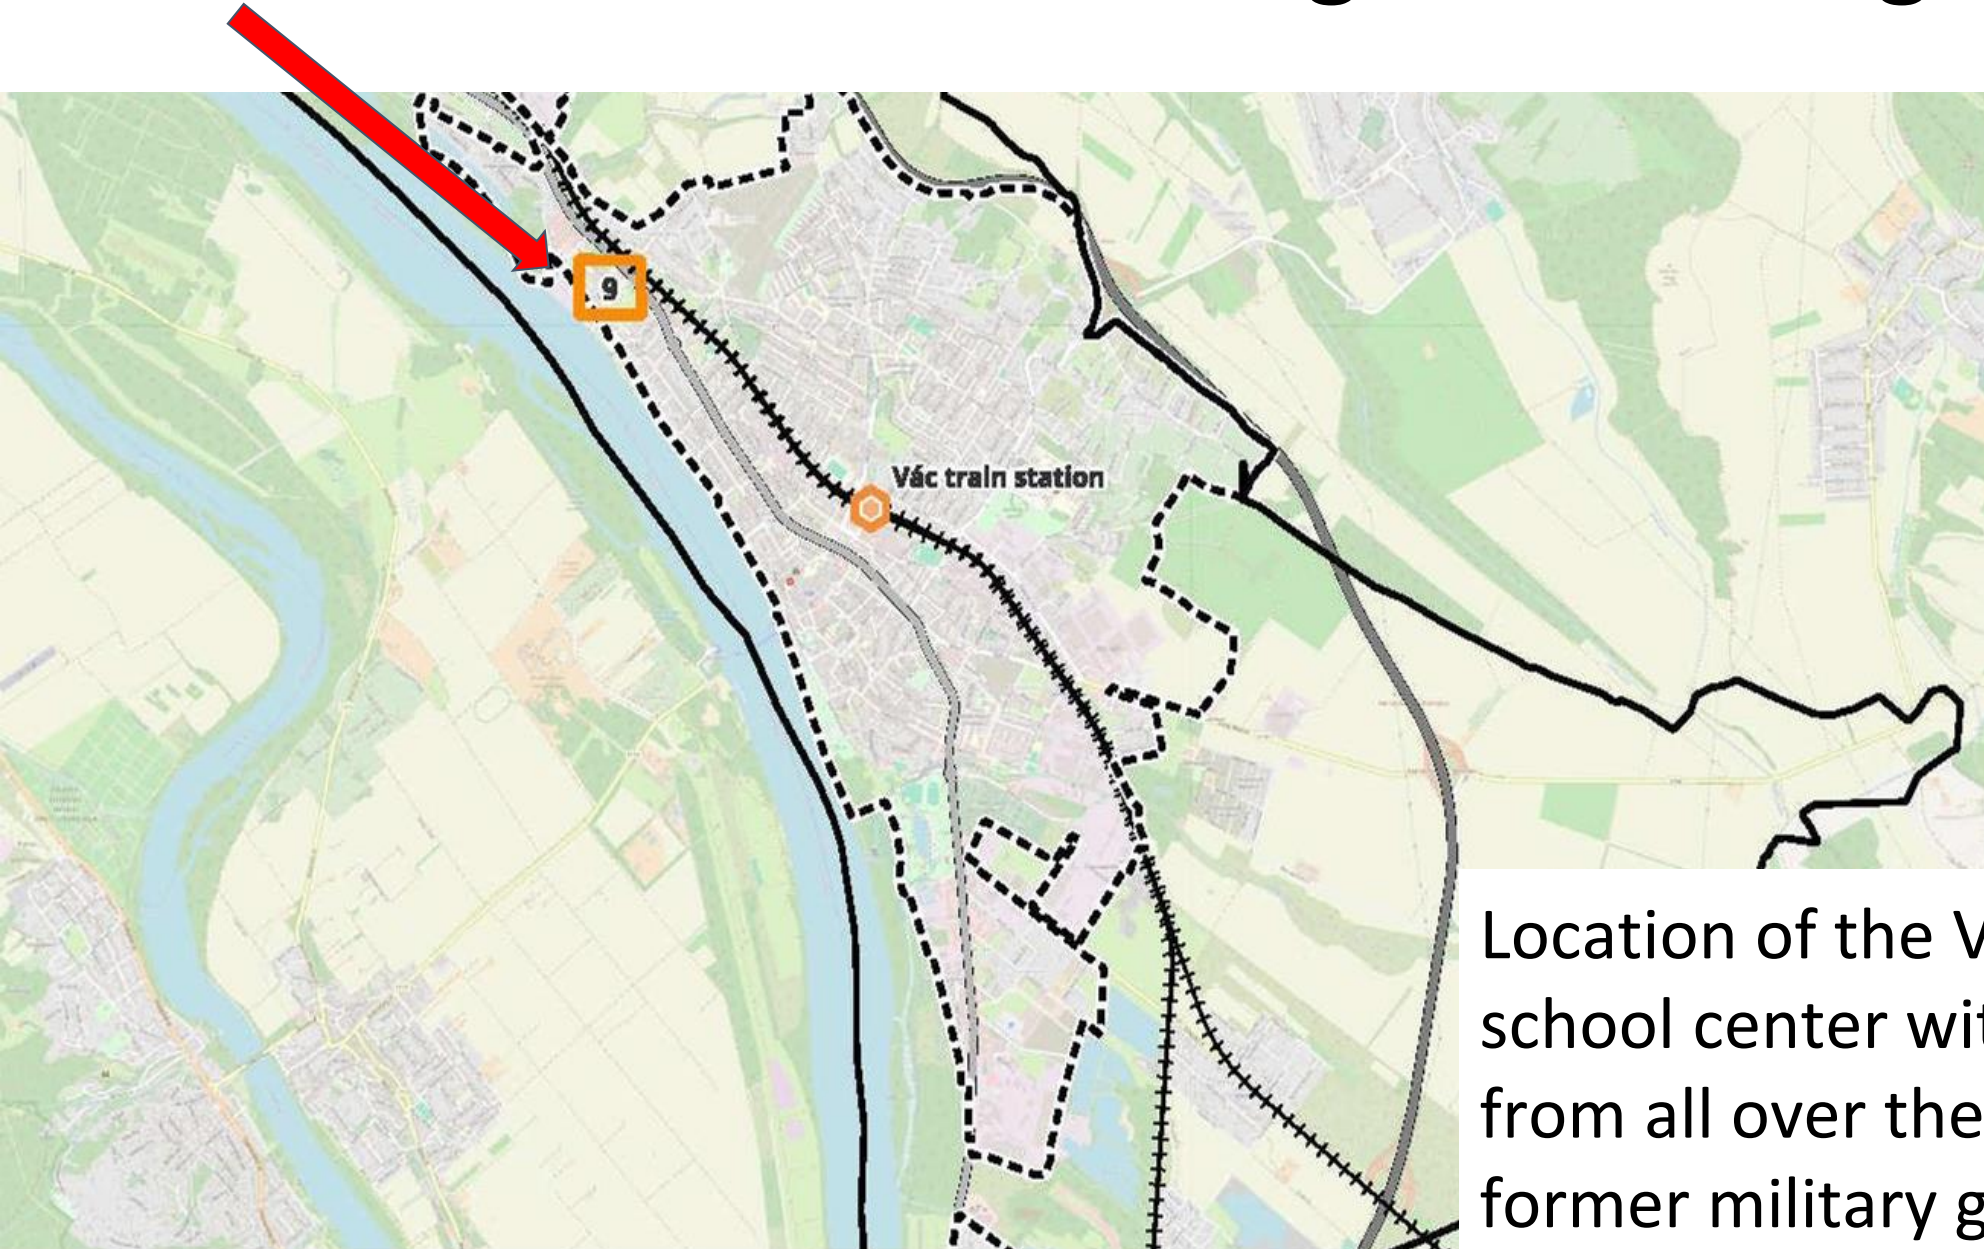 9
Vác train station
Location of the V
school center wit
from all over the
former military g